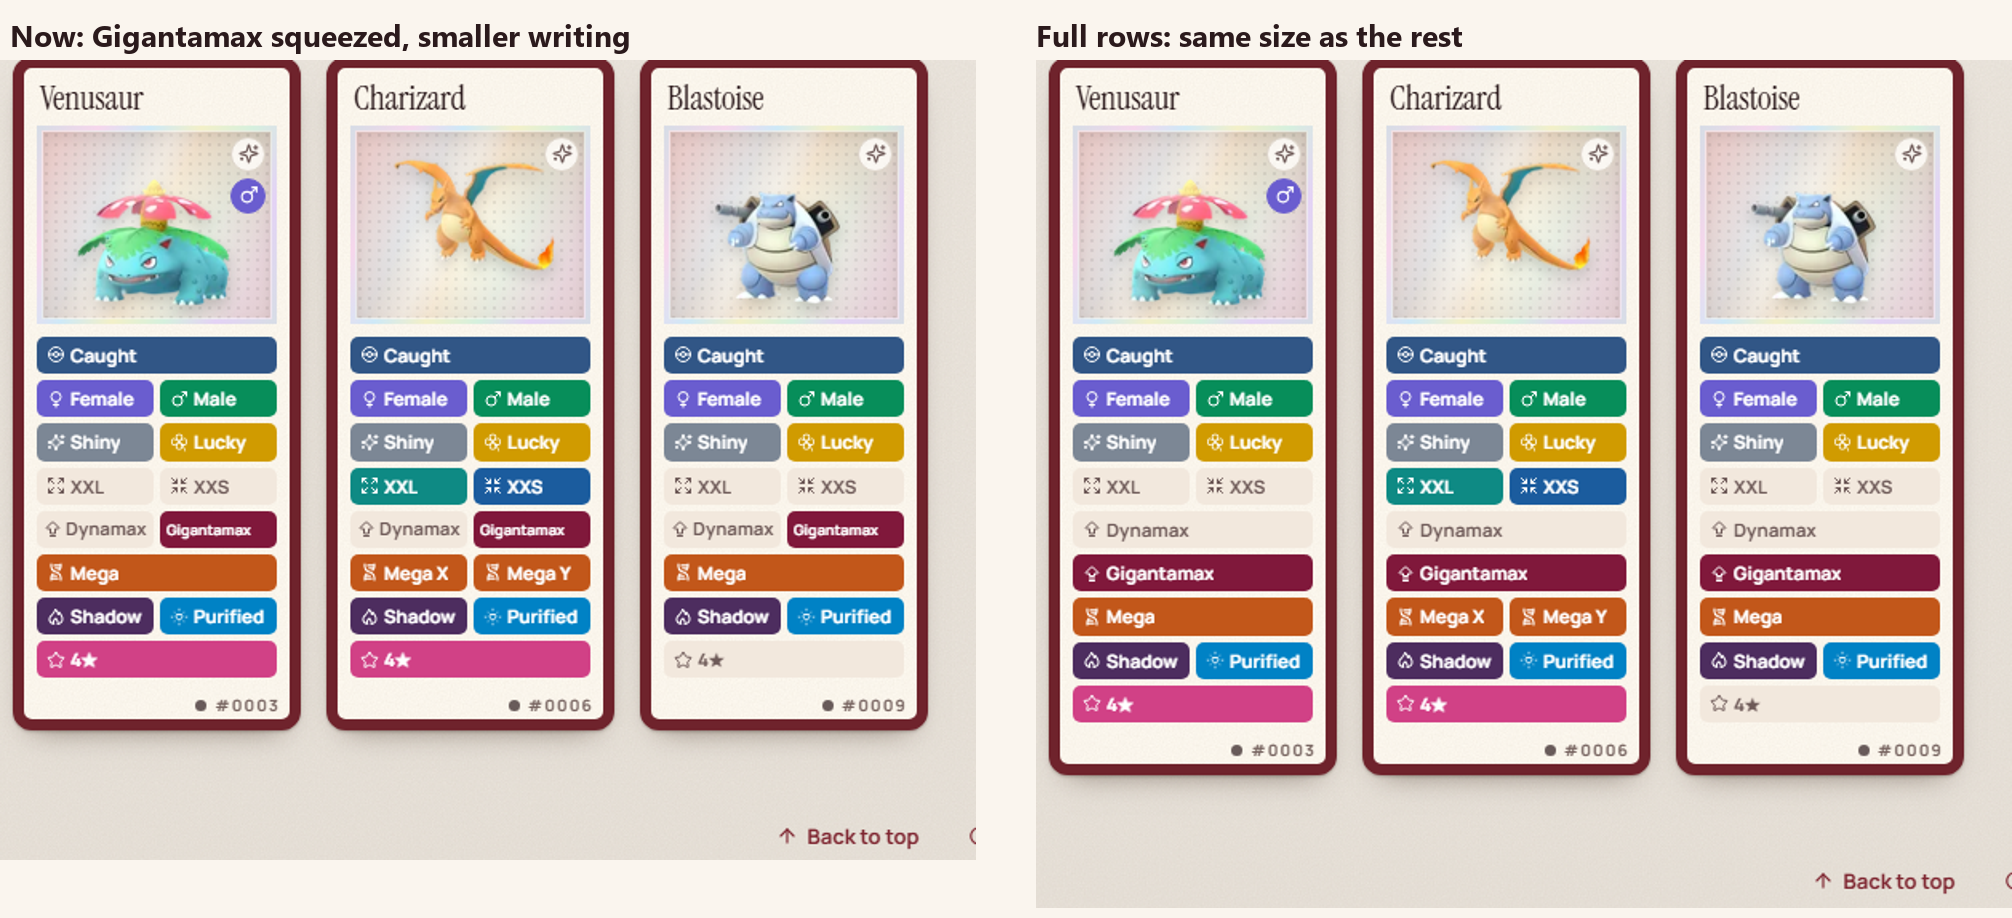 Now: Gigantamax squeezed, smaller writing
Venusaur Charizard Blastoise
Caught Caught Caught
Female Male Female Male Female Male
Shiny Lucky Shiny Lucky Shiny Lucky
XXL XXS XXL XXS XXL XXS
Dynamax Gigantamax Dynamax Gigantamax Dynamax Gigantamax
Mega Mega X Mega Y Mega
Shadow Purified Shadow Purified Shadow Purified
4★ 4★ 4★
#0003 #0006 #0009
Back to top
Full rows: same size as the rest
Venusaur Charizard Blastoise
Caught Caught Caught
Female Male Female Male Female Male
Shiny Lucky Shiny Lucky Shiny Lucky
XXL XXS XXL XXS XXL XXS
Dynamax Dynamax Dynamax
Gigantamax Gigantamax Gigantamax
Mega Mega X Mega Y Mega
Shadow Purified Shadow Purified Shadow Purified
4★ 4★ 4★
#0003 #0006 #0009
Back to top